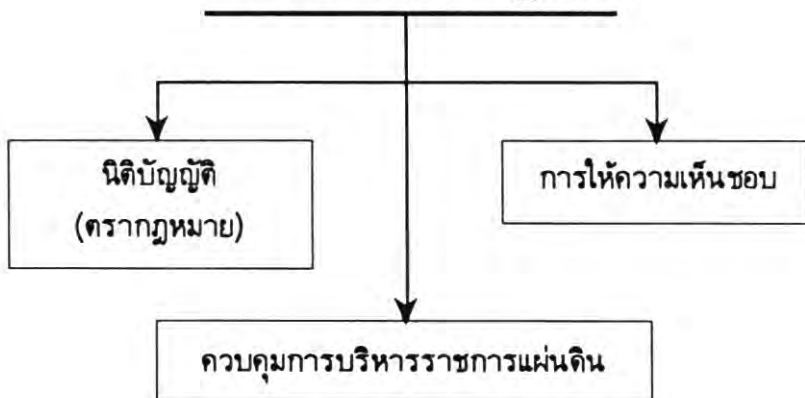 นิติบัญญัติ
(ตรากฎหมาย)
การให้ความเห็นชอบ
ควบคุมการบริหารราชการแผ่นดิน